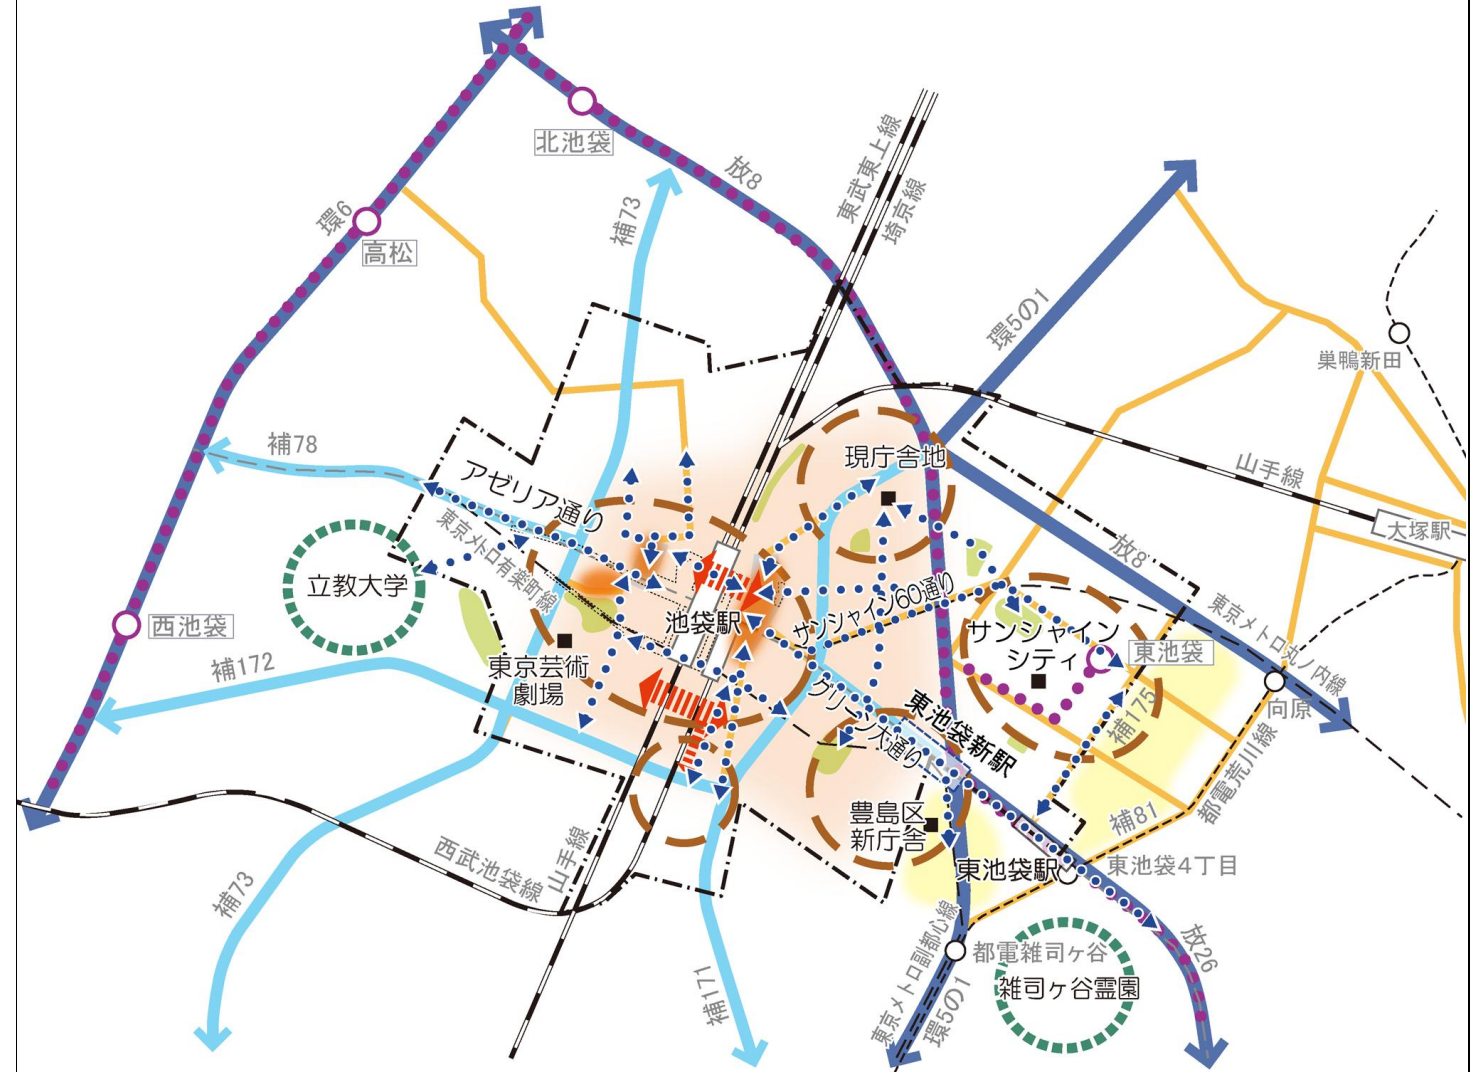 北池袋
放8
東武東上線
埼京線
補73
環6
高松
環5の1
巣鴨新田
補78
アゼリア通り
現庁舎地
山手線
大塚駅
東京メトロ有楽町線
放8
立教大学
サンシャイン60通り
東京メトロ丸ノ内線
西池袋
池袋駅
サンシャイン
シティ
東池袋
補172
東京芸術
劇場
グリーン大通り
東池袋新駅
補175
向原
都電荒川線
豊島区
新庁舎
補81
西武池袋線
山手線
東池袋駅
東池袋4丁目
補73
東京メトロ副都心線
都電雑司ヶ谷
放26
補171
環5の1
雑司ヶ谷霊園